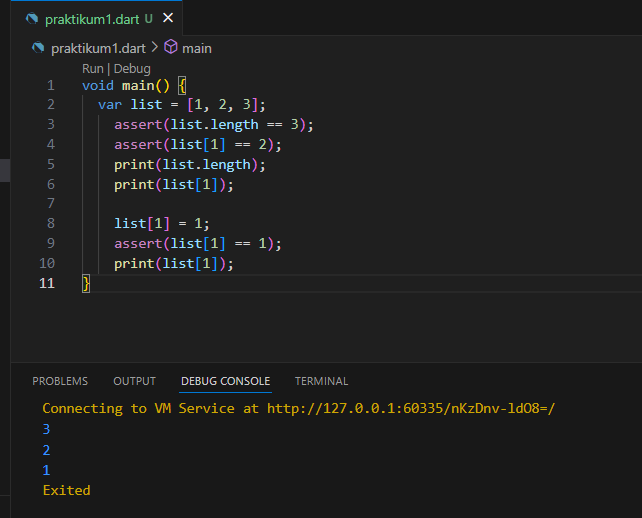 praktikum1.dart U ×
praktikum1.dart > main
Run | Debug
1 void main() {
2 var list = [1, 2, 3];
3 assert(list.length == 3);
4 assert(list[1] == 2);
5 print(list.length);
6 print(list[1]);
7
8 list[1] = 1;
9 assert(list[1] == 1);
10 print(list[1]);
11 }
PROBLEMS OUTPUT DEBUG CONSOLE TERMINAL
Connecting to VM Service at http://127.0.0.1:60335/nKzDnv-ldO8=/
3
2
1
Exited